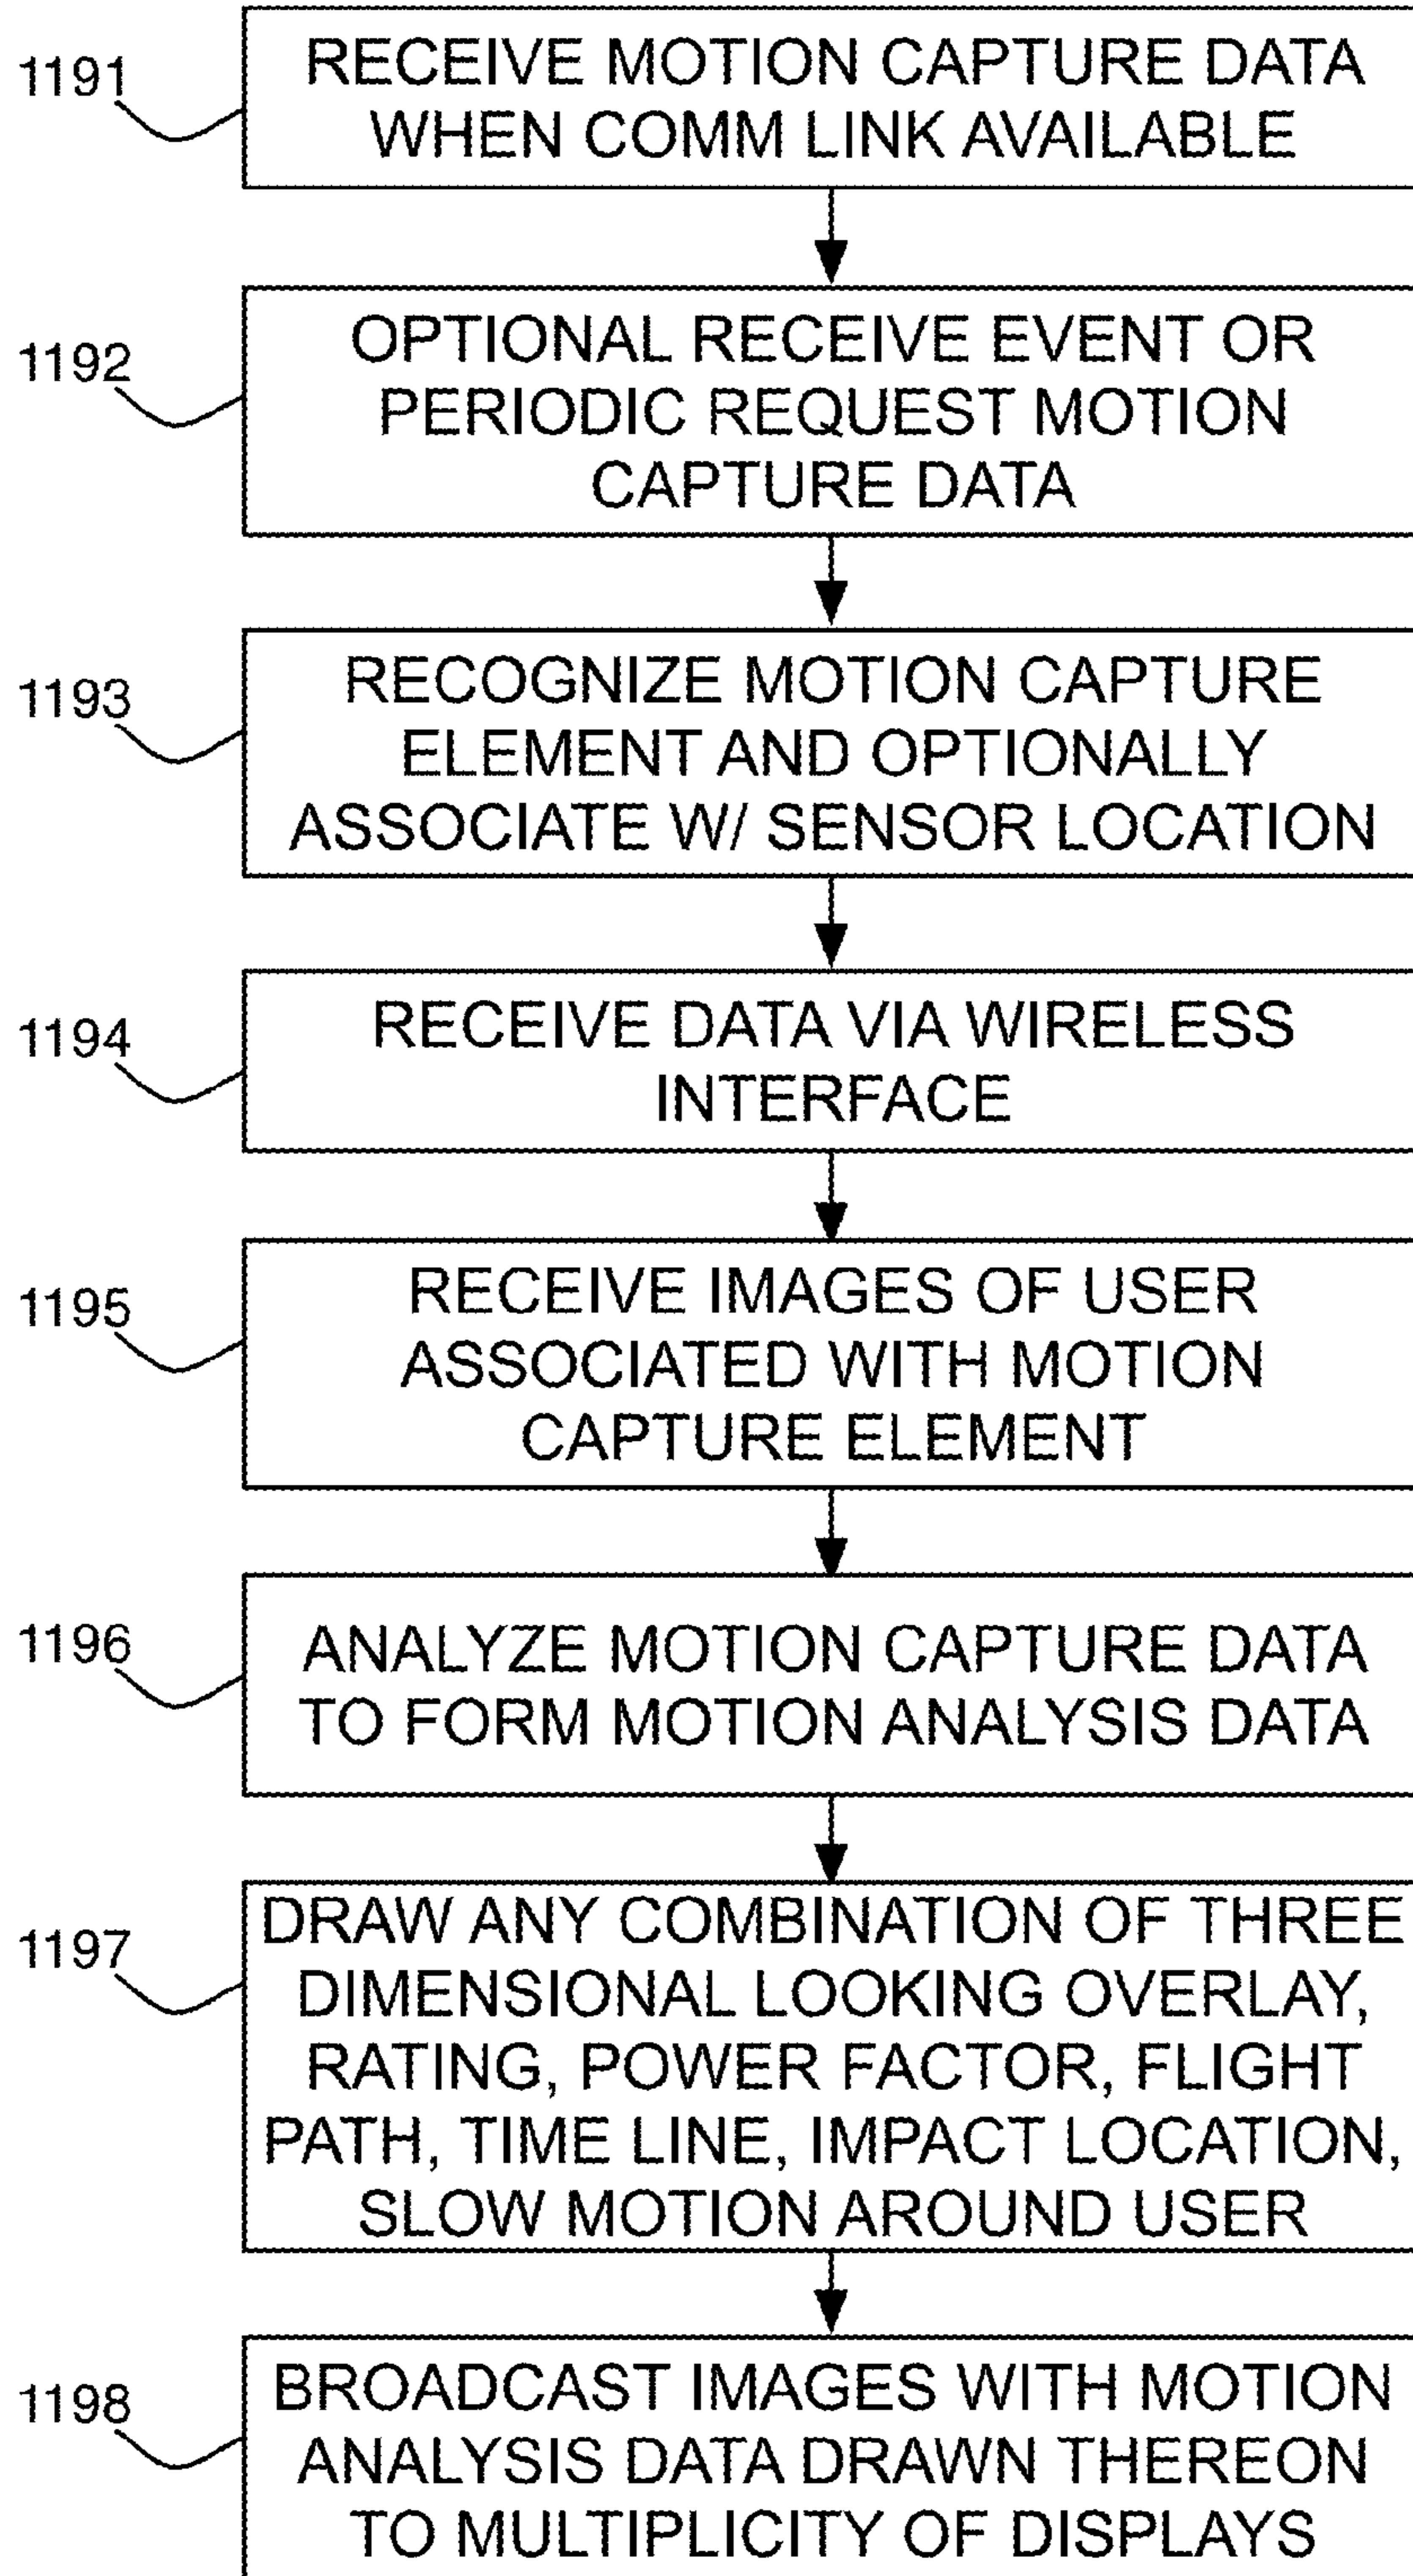 1191
RECEIVE MOTION CAPTURE DATA
WHEN COMM LINK AVAILABLE
1192
OPTIONAL RECEIVE EVENT OR
PERIODIC REQUEST MOTION
CAPTURE DATA
1193
RECOGNIZE MOTION CAPTURE
ELEMENT AND OPTIONALLY
ASSOCIATE W/ SENSOR LOCATION
1194
RECEIVE DATA VIA WIRELESS
INTERFACE
1195
RECEIVE IMAGES OF USER
ASSOCIATED WITH MOTION
CAPTURE ELEMENT
1196
ANALYZE MOTION CAPTURE DATA
TO FORM MOTION ANALYSIS DATA
1197
DRAW ANY COMBINATION OF THREE
DIMENSIONAL LOOKING OVERLAY,
RATING, POWER FACTOR, FLIGHT
PATH, TIME LINE, IMPACT LOCATION,
SLOW MOTION AROUND USER
1198
BROADCAST IMAGES WITH MOTION
ANALYSIS DATA DRAWN THEREON
TO MULTIPLICITY OF DISPLAYS